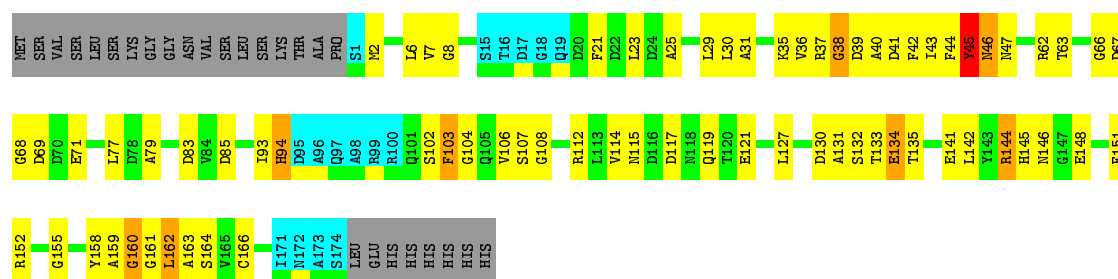 MET SER VAL SER LEU SER LYS GLY GLY ASN VAL SER LEU SER LYS THR ALA PRO S1 M2 L6 V7 G8 S15 T16 D17 G18 Q19 D20 F21 D22 L23 D24 A25 L29 L30 A31 K35 V36 R37 G38 D39 A40 D41 F42 I43 F44 Y45 N46 N47 R62 T63 G66 D67
G68 D69 D70 E71 L77 D78 A79 D83 V84 D85 I93 H94 D95 A96 Q97 A98 R99 R100 Q101 S102 F103 G104 Q105 V106 S107 G108 R112 L113 V114 N115 D116 D117 N118 Q119 T120 E121 L127 D130 A131 S132 T133 E134 T135 E141 L142 Y143 R144 H145 N146 G147 E148
R152 G155 Y158 A159 G160 G161 L162 A163 S164 V165 C166 I171 N172 A173 S174 LEU GLU HIS HIS HIS HIS HIS HIS